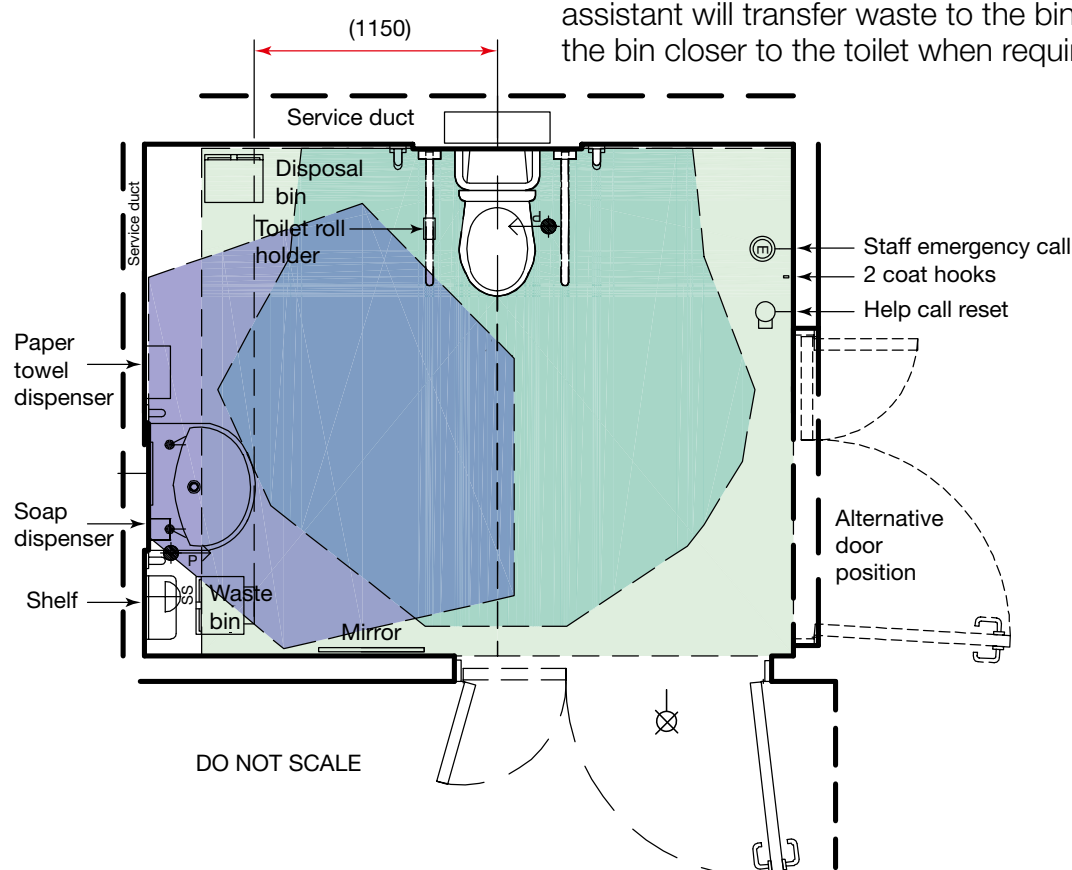 assistant will transfer waste to the bin
the bin closer to the toilet when requi
(1150)
Service duct
Service duct
Disposal
bin
Toilet roll
holder
P
E
Staff emergency call
2 coat hooks
Help call reset
Paper
towel
dispenser
Soap
dispenser
P
Shelf
SS
Waste
bin
Mirror
Alternative
door
position
DO NOT SCALE